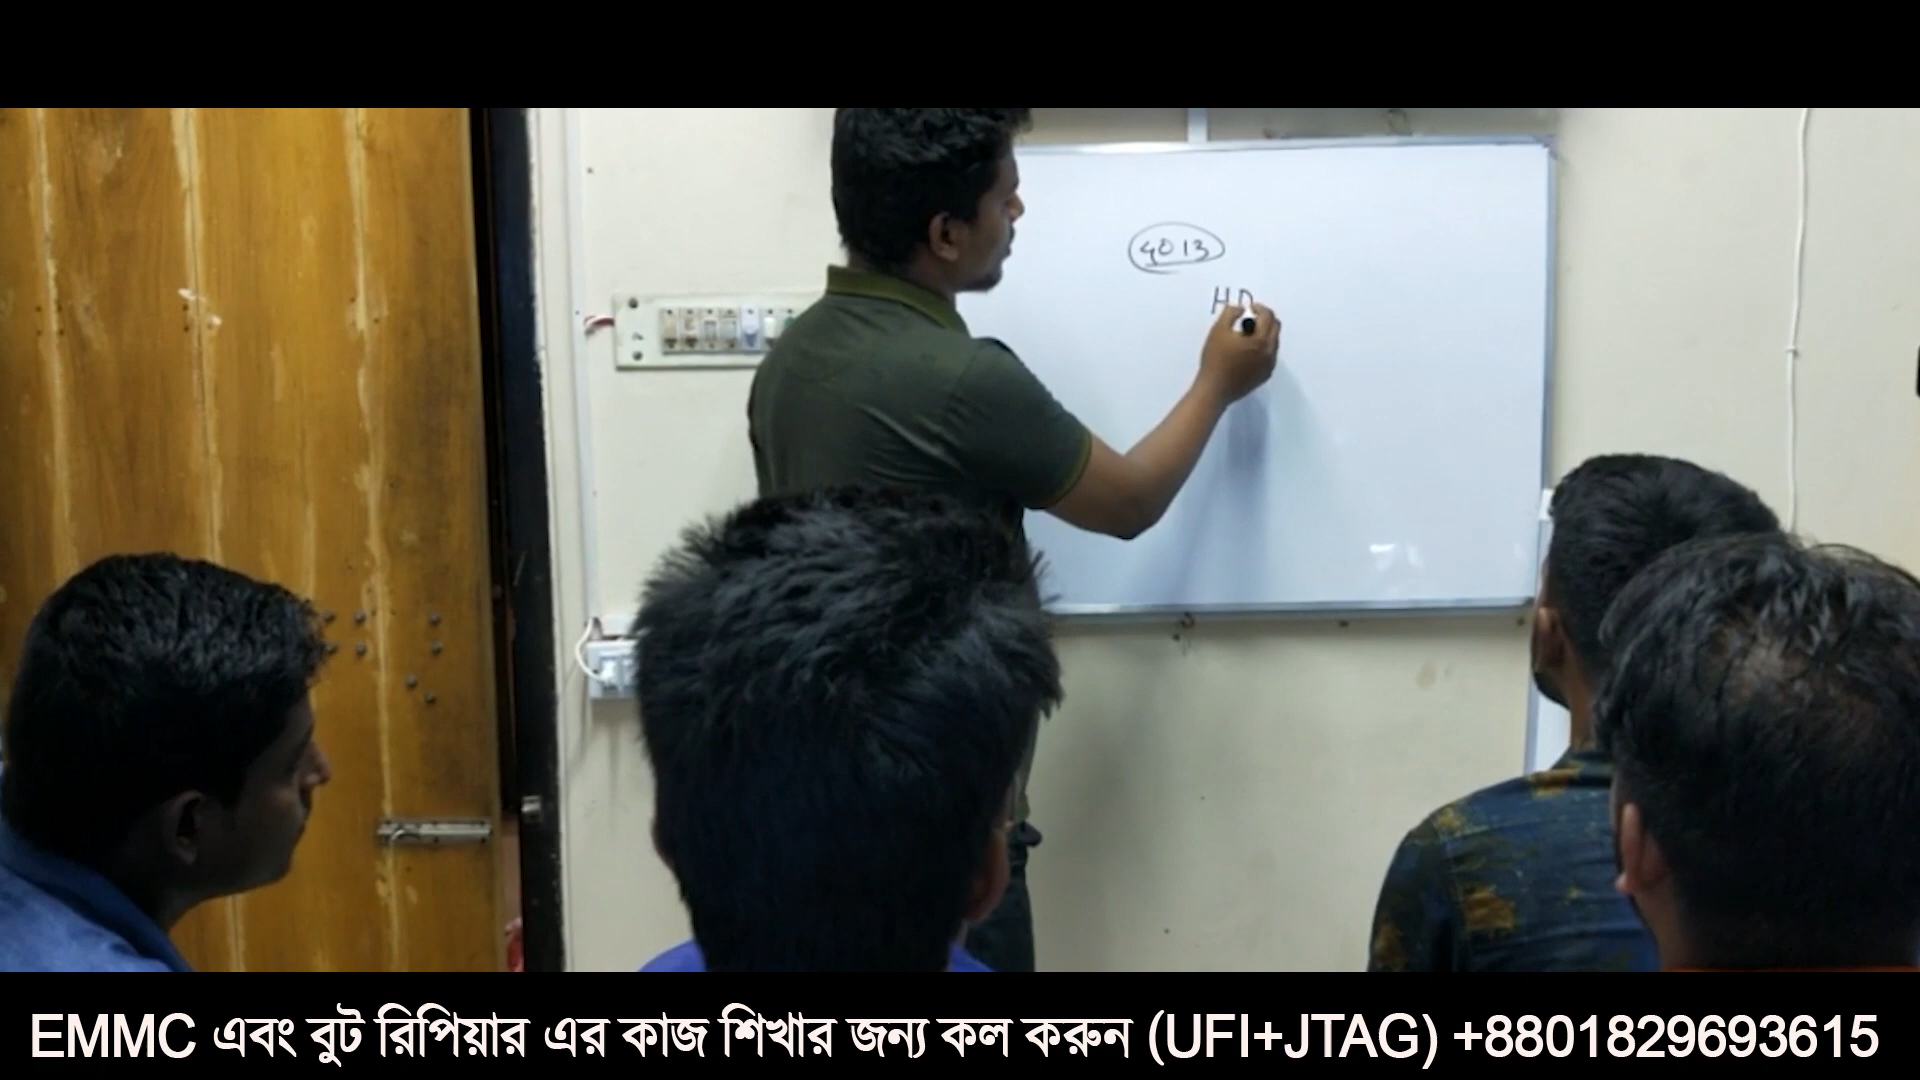 4013
HD
EMMC এবং বুট রিপিয়ার এর কাজ শিখার জন্য কল করুন (UFI+JTAG) +8801829693615